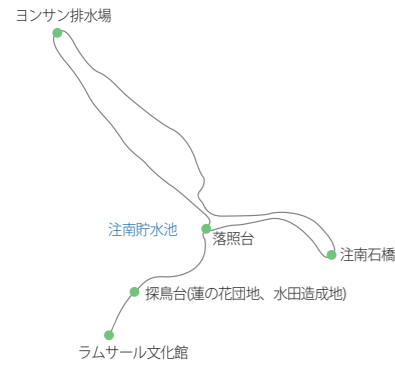 ヨンサン排水場
注南貯水池
落照台
注南石橋
探鳥台(蓮の花団地、水田造成地)
ラムサール文化館